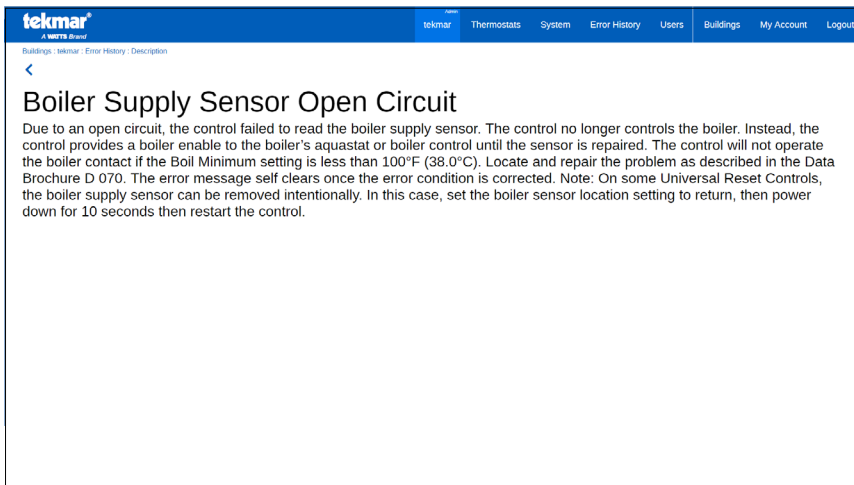 tekmar®
A WATTS Brand
Admin
tekmar Thermostats System Error History Users Buildings My Account Logout
Buildings : tekmar : Error History : Description
Boiler Supply Sensor Open Circuit
Due to an open circuit, the control failed to read the boiler supply sensor. The control no longer controls the boiler. Instead, the
control provides a boiler enable to the boiler’s aquastat or boiler control until the sensor is repaired. The control will not operate
the boiler contact if the Boil Minimum setting is less than 100°F (38.0°C). Locate and repair the problem as described in the Data
Brochure D 070. The error message self clears once the error condition is corrected. Note: On some Universal Reset Controls,
the boiler supply sensor can be removed intentionally. In this case, set the boiler sensor location setting to return, then power
down for 10 seconds then restart the control.